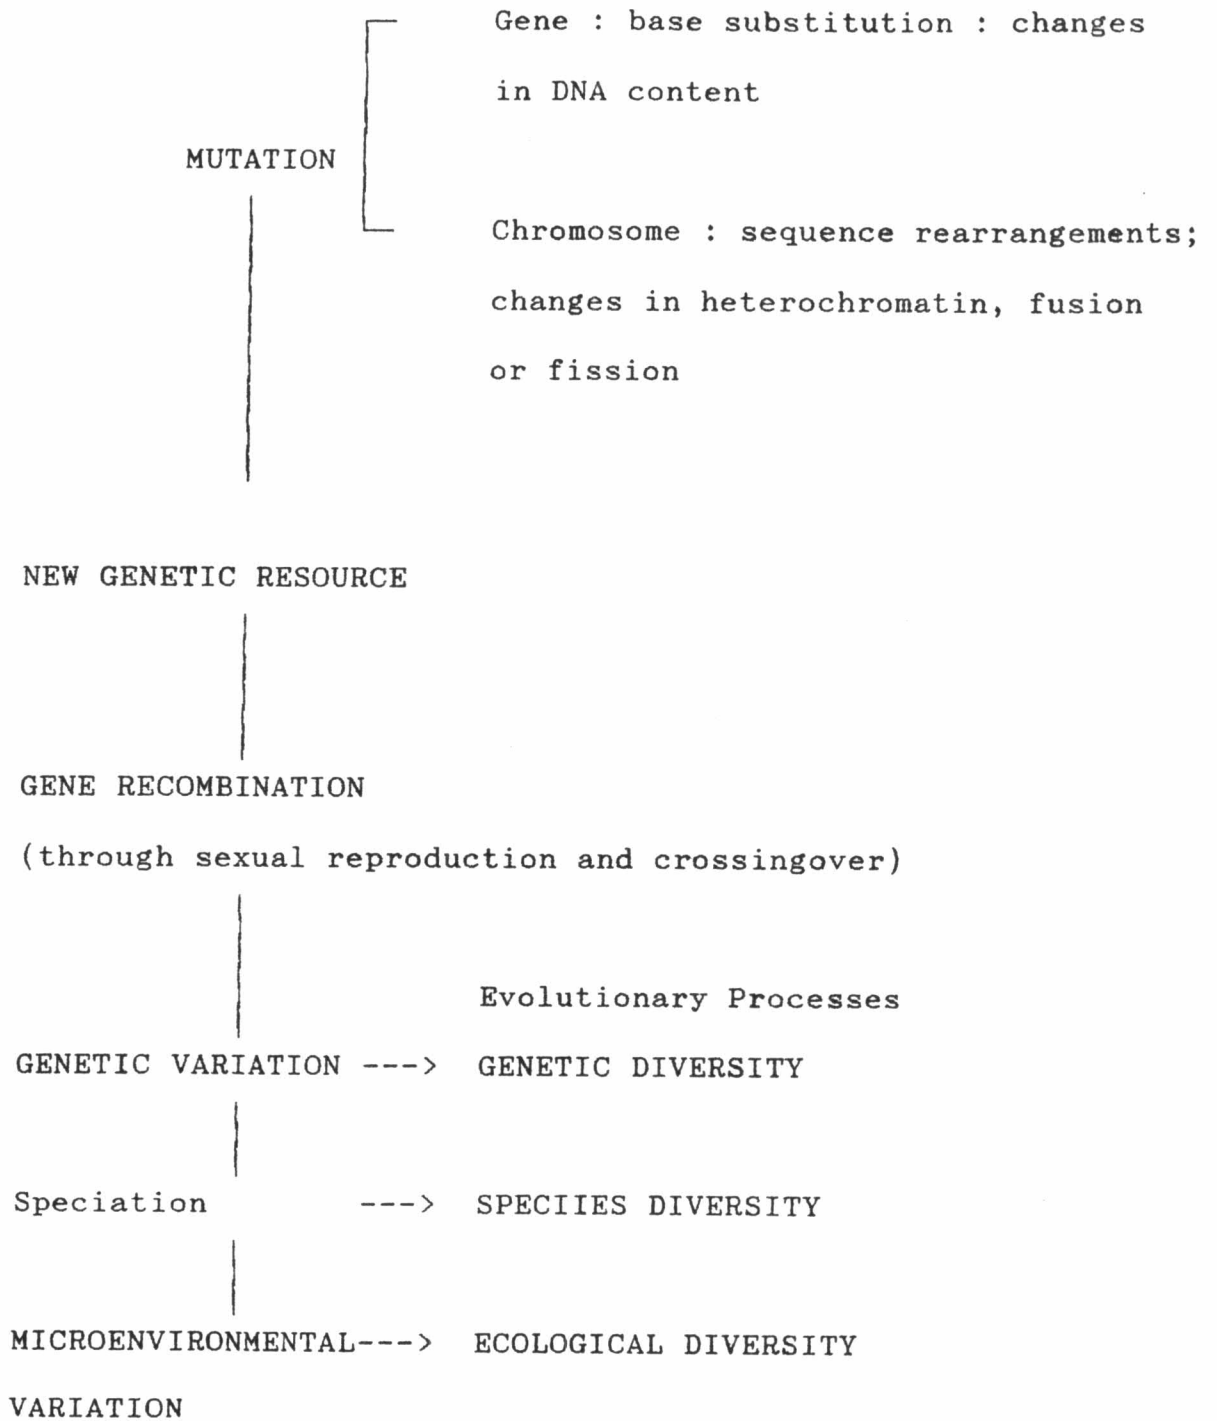 Gene : base substitution : changes
in DNA content
MUTATION
Chromosome : sequence rearrangements;
changes in heterochromatin, fusion
or fission
NEW GENETIC RESOURCE
GENE RECOMBINATION
(through sexual reproduction and crossingover)
Evolutionary Processes
GENETIC VARIATION ---> GENETIC DIVERSITY
Speciation ---> SPECIIES DIVERSITY
MICROENVIRONMENTAL---> ECOLOGICAL DIVERSITY
VARIATION